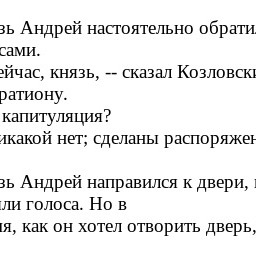 зь Андрей настоятельно обрати
сами.
йчас, князь, -- сказал Козловск
ратиону.
капитуляция?
икакой нет; сделаны распоряжен
зь Андрей направился к двери,
ли голоса. Но в
я, как он хотел отворить дверь,